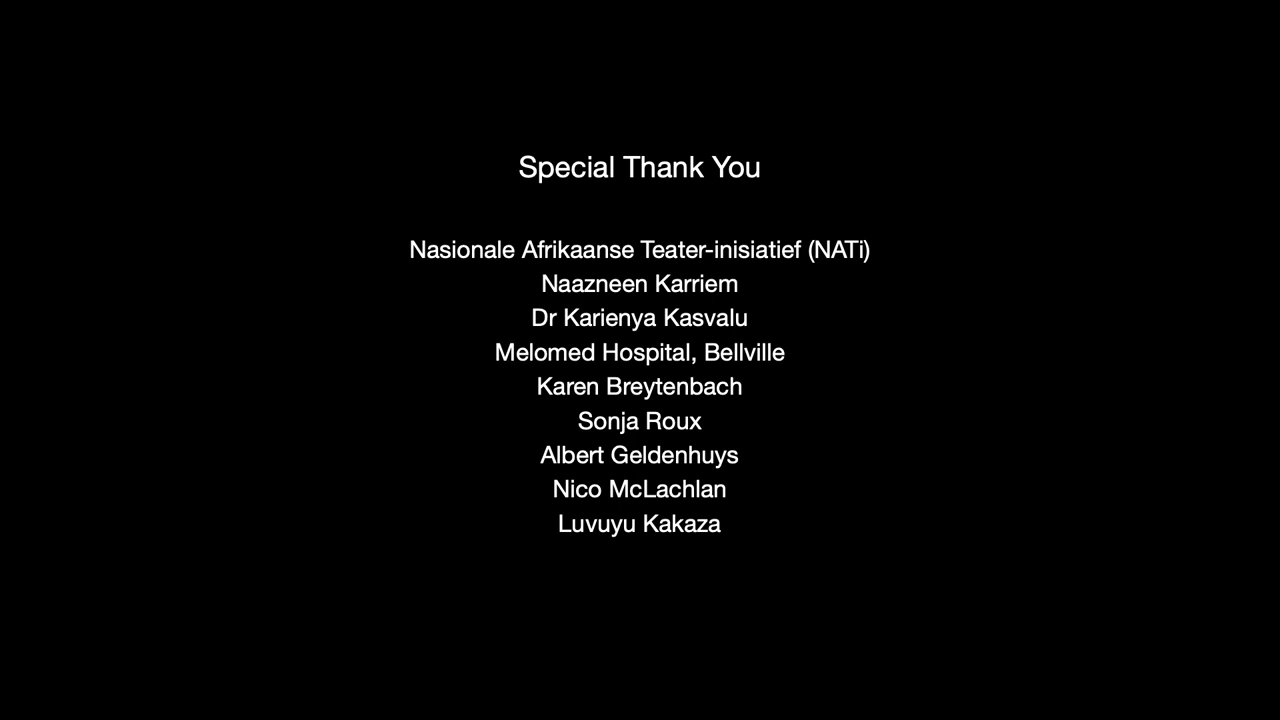 Special Thank You
Nasionale Afrikaanse Teater-inisiatief (NATi)
Naazneen Karriem
Dr Karienya Kasvalu
Melomed Hospital, Bellville
Karen Breytenbach
Sonja Roux
Albert Geldenhuys
Nico McLachlan
Luvuyu Kakaza